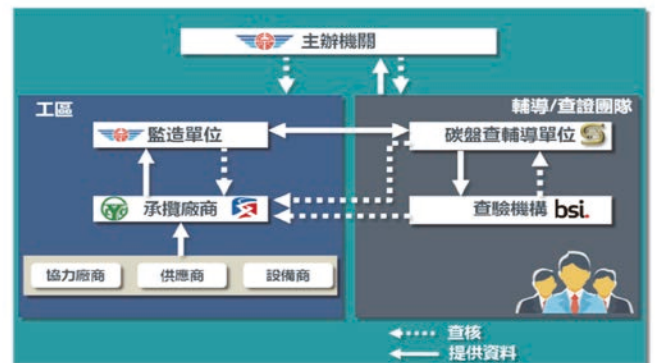 主辦機關
工區
輔導/查證團隊
監造單位
碳盤查輔導單位
承攬廠商
查驗機構 bsi.
協力廠商
供應商
設備商
查核
提供資料